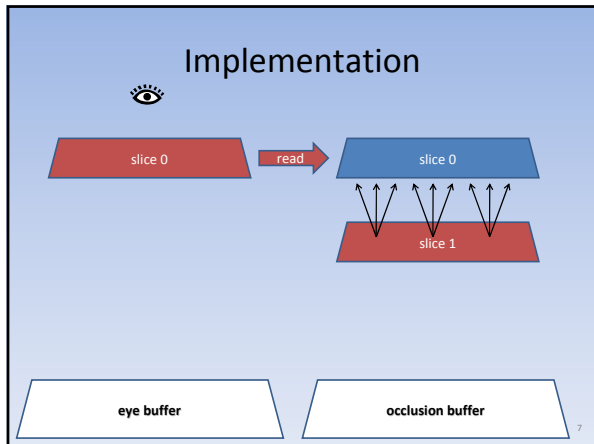 Implementation
slice 0
read
slice 0
slice 1
eye buffer
occlusion buffer
7